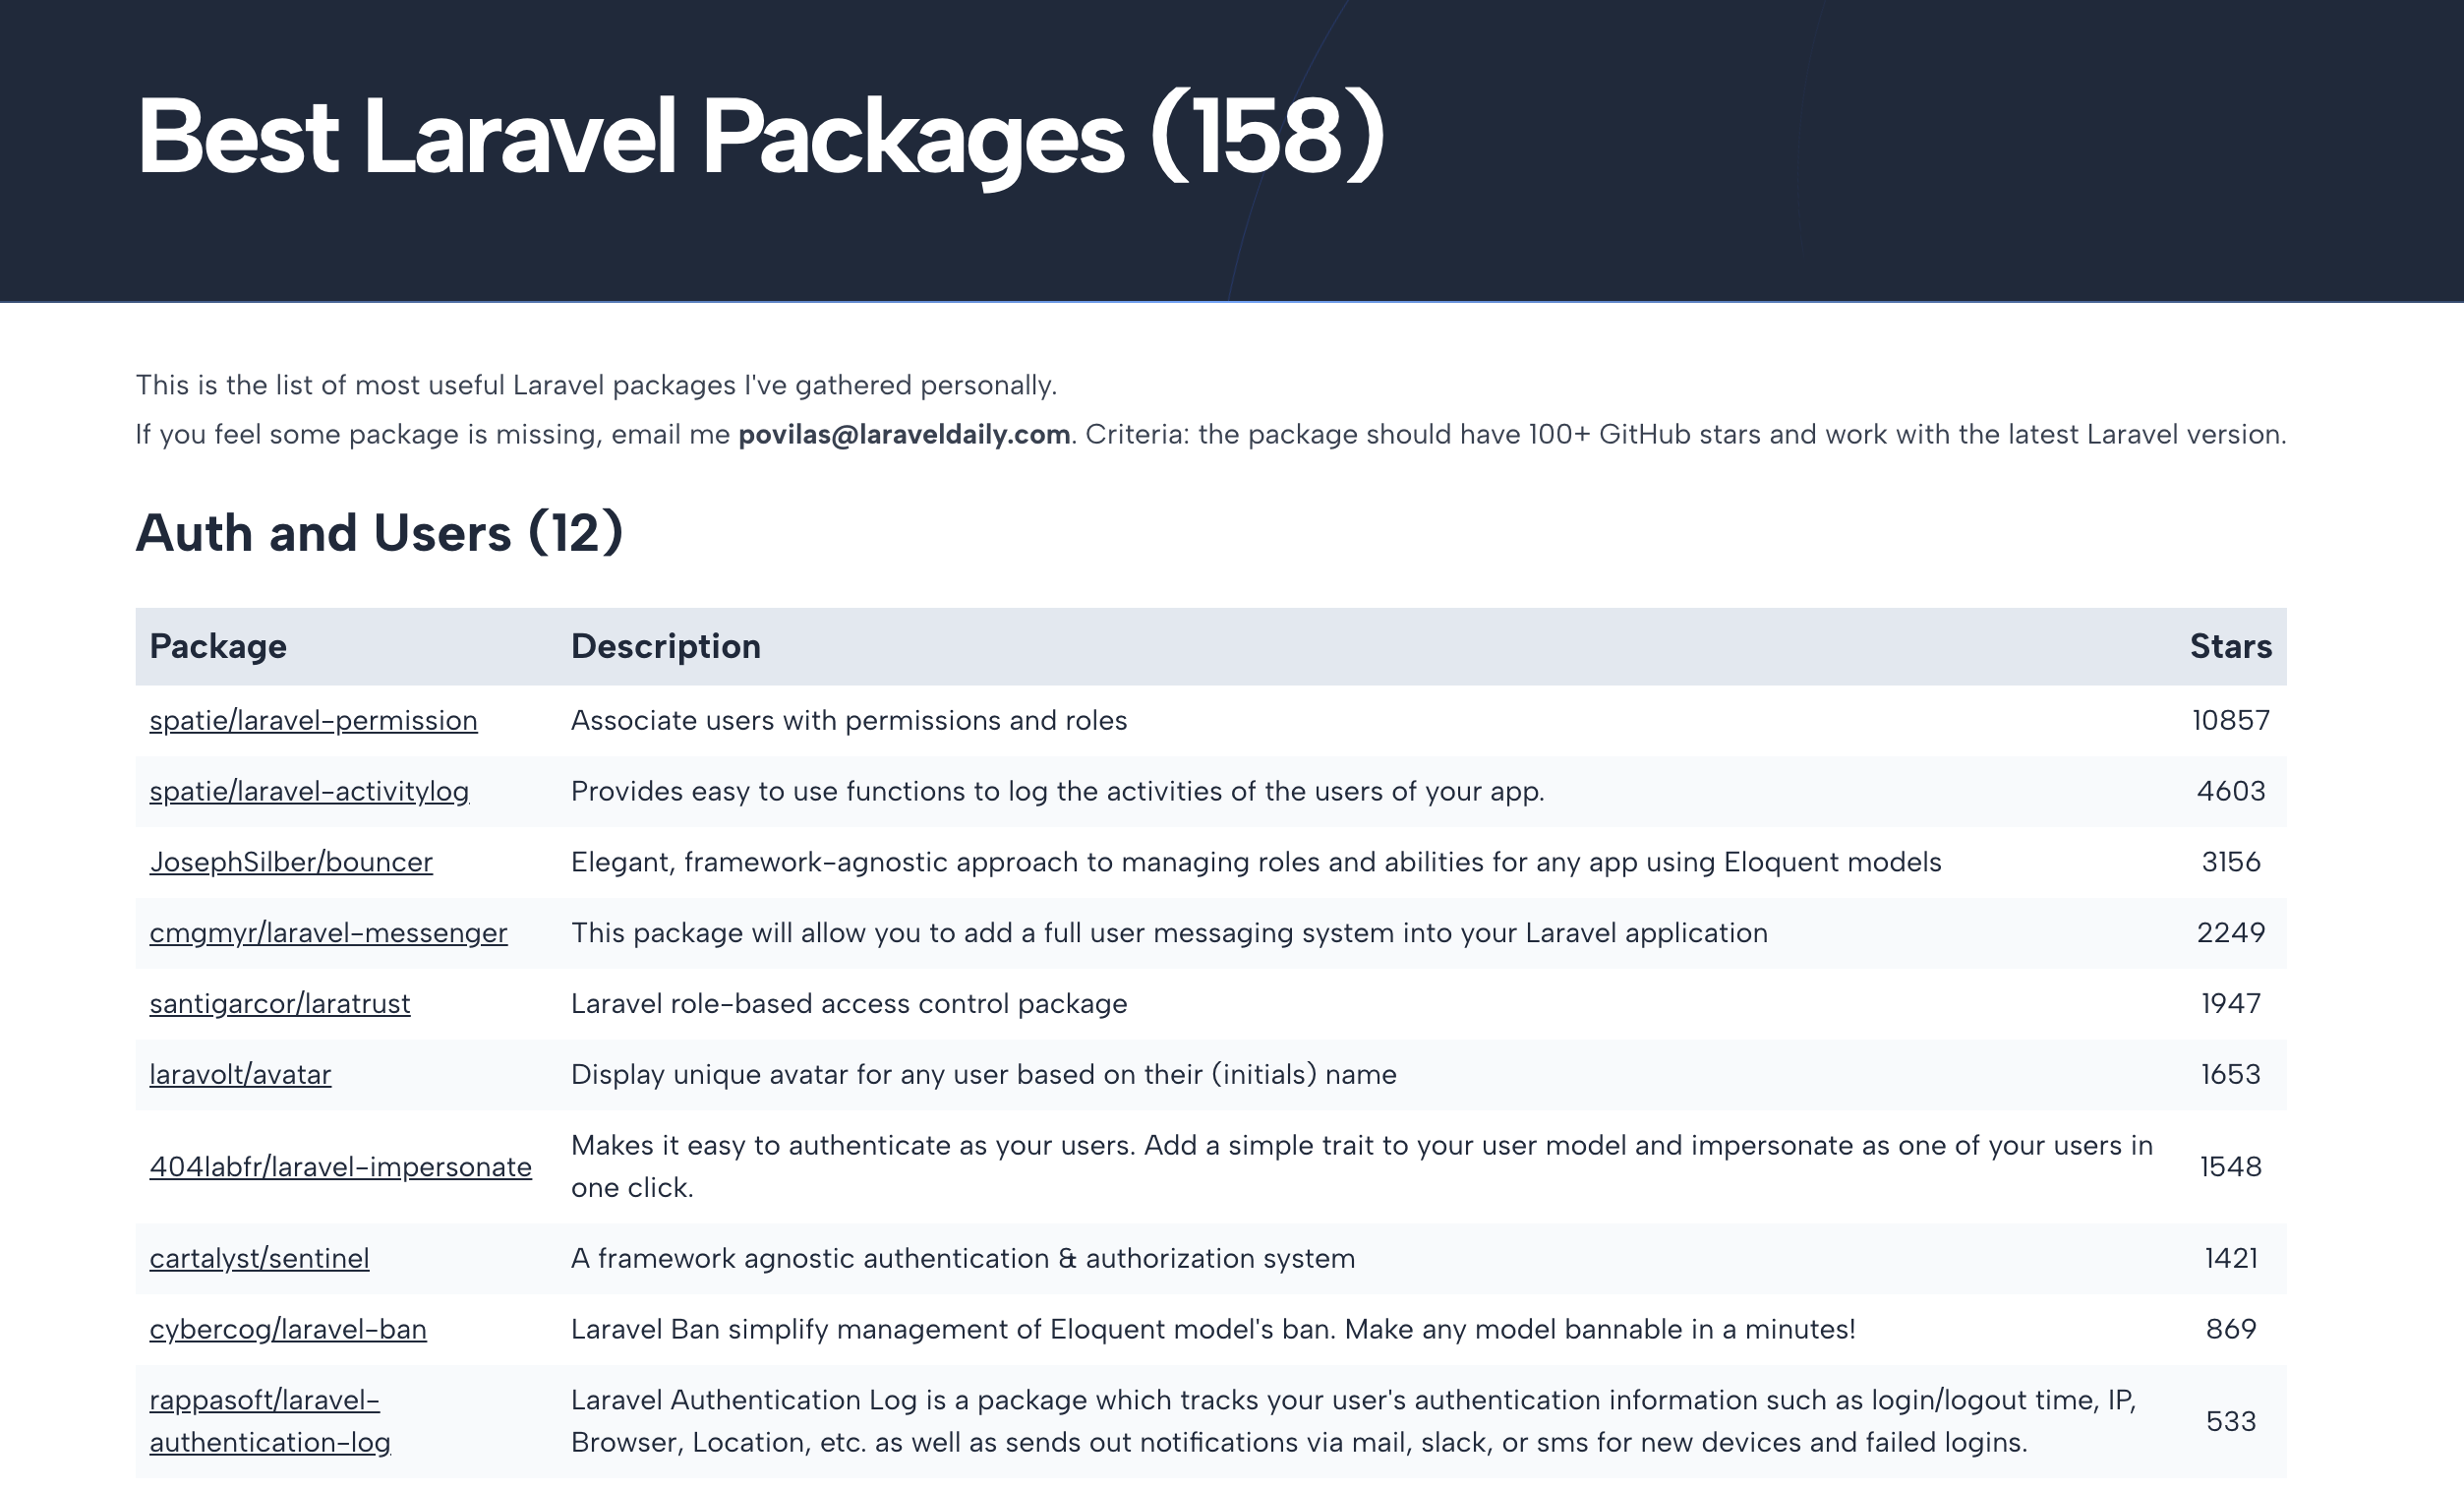 Best Laravel Packages (158)
This is the list of most useful Laravel packages I've gathered personally.
If you feel some package is missing, email me povilas@laraveldaily.com. Criteria: the package should have 100+ GitHub stars and work with the latest Laravel version.
Auth and Users (12)
Package Description Stars
spatie/laravel-permission Associate users with permissions and roles 10857
spatie/laravel-activitylog Provides easy to use functions to log the activities of the users of your app. 4603
JosephSilber/bouncer Elegant, framework-agnostic approach to managing roles and abilities for any app using Eloquent models 3156
cmgmyr/laravel-messenger This package will allow you to add a full user messaging system into your Laravel application 2249
santigarcor/laratrust Laravel role-based access control package 1947
laravolt/avatar Display unique avatar for any user based on their (initials) name 1653
404labfr/laravel-impersonate Makes it easy to authenticate as your users. Add a simple trait to your user model and impersonate as one of your users in
one click. 1548
cartalyst/sentinel A framework agnostic authentication & authorization system 1421
cybercog/laravel-ban Laravel Ban simplify management of Eloquent model's ban. Make any model bannable in a minutes! 869
rappasoft/laravel- Laravel Authentication Log is a package which tracks your user's authentication information such as login/logout time, IP,
authentication-log Browser, Location, etc. as well as sends out notifications via mail, slack, or sms for new devices and failed logins. 533